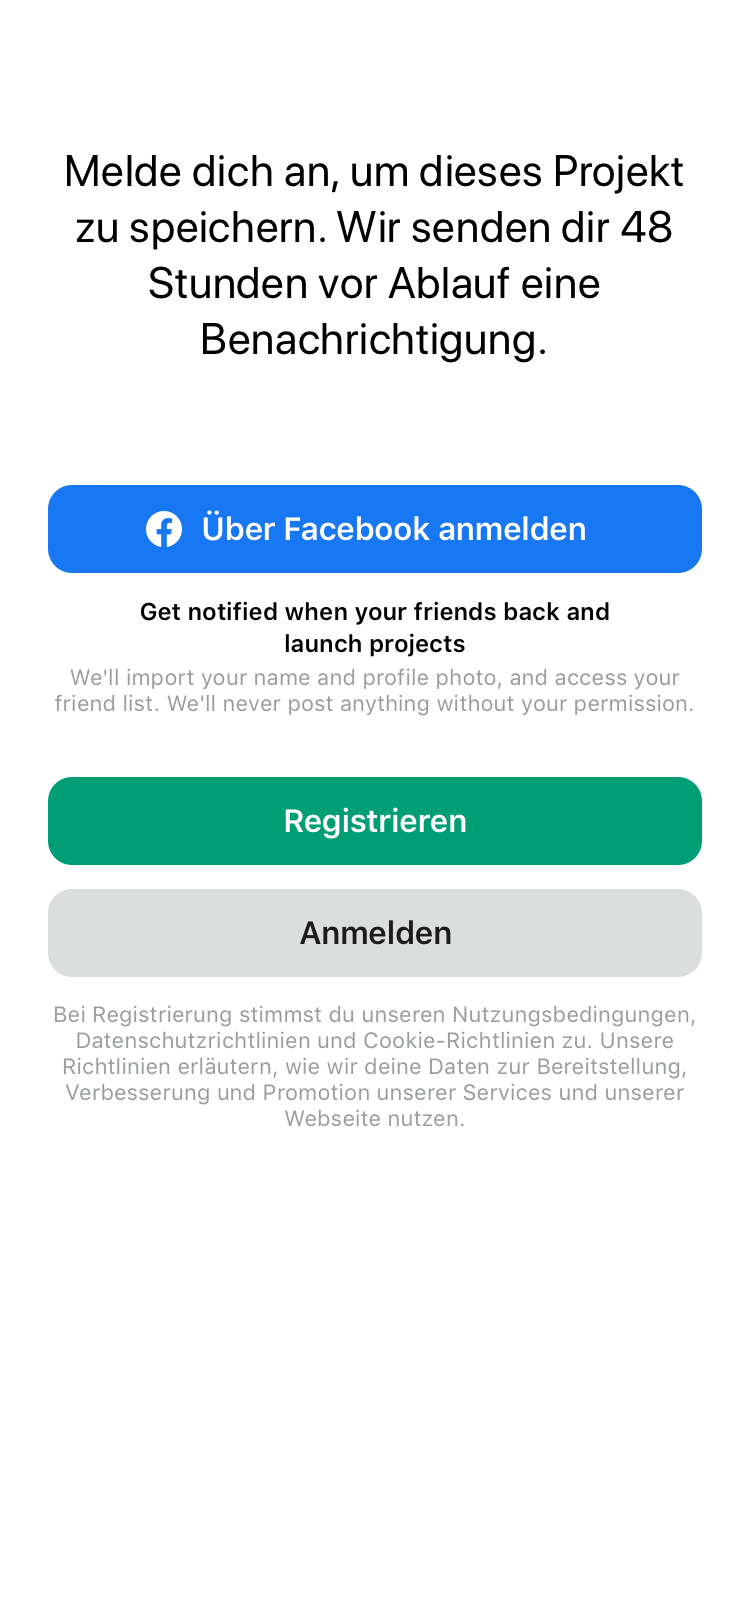 Melde dich an, um dieses Projekt
zu speichern. Wir senden dir 48
Stunden vor Ablauf eine
Benachrichtigung.
Über Facebook anmelden
Get notified when your friends back and
launch projects
We'll import your name and profile photo, and access your
friend list. We'll never post anything without your permission.
Registrieren
Anmelden
Bei Registrierung stimmst du unseren Nutzungsbedingungen,
Datenschutzrichtlinien und Cookie-Richtlinien zu. Unsere
Richtlinien erläutern, wie wir deine Daten zur Bereitstellung,
Verbesserung und Promotion unserer Services und unserer
Webseite nutzen.